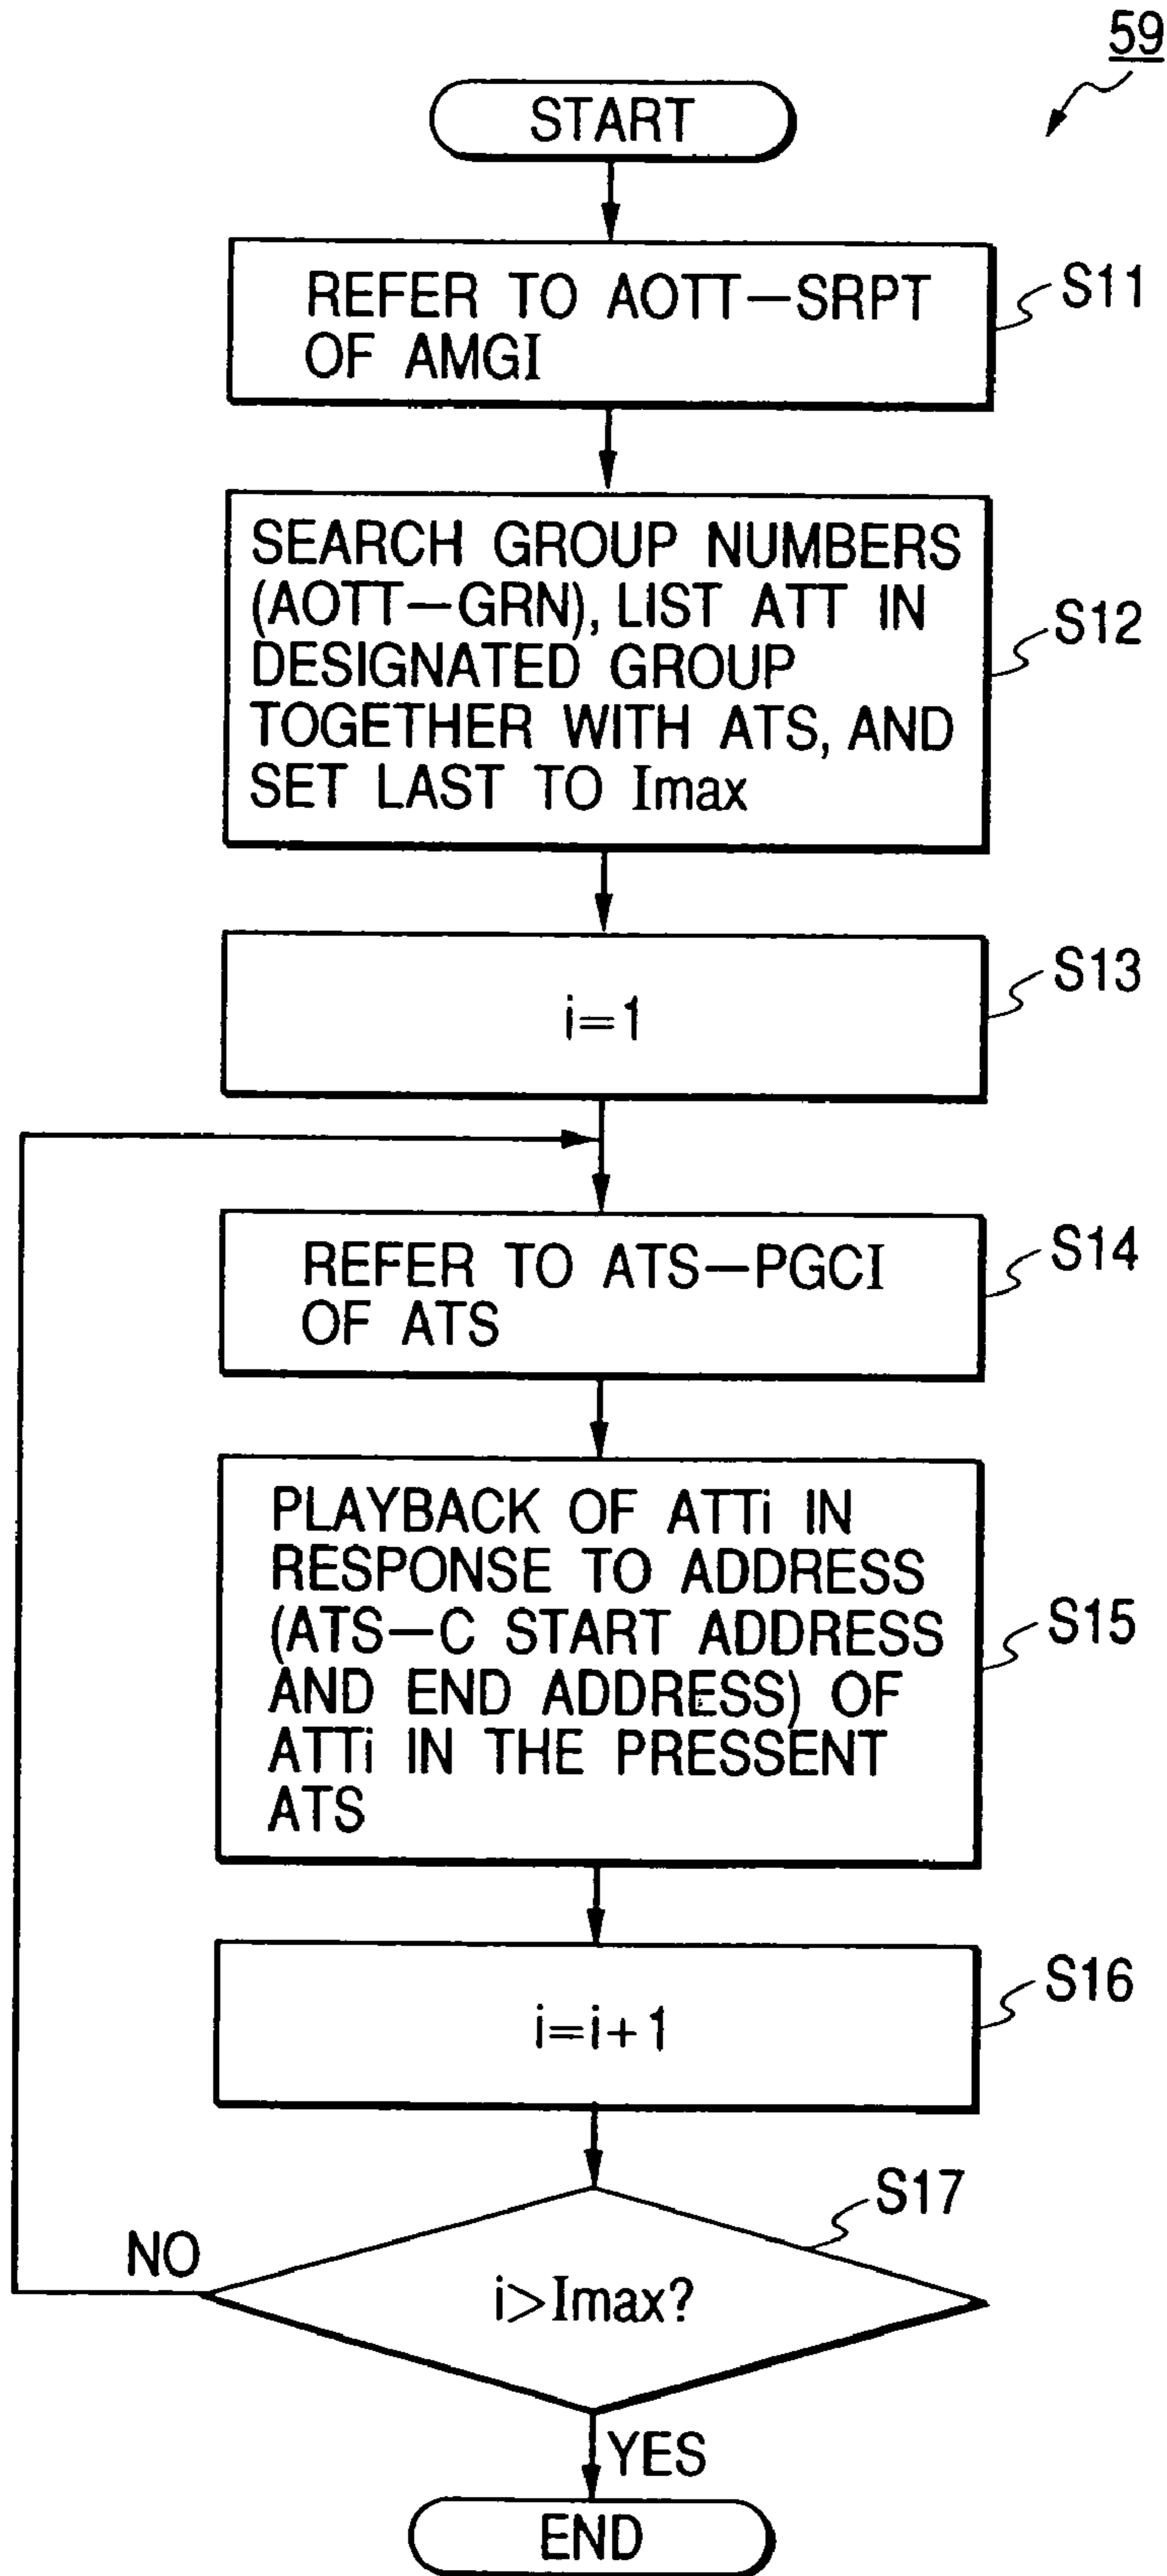 59
START
REFER TO AOTT—SRPT
OF AMGI
S11
SEARCH GROUP NUMBERS
(AOTT—GRN), LIST ATT IN
DESIGNATED GROUP
TOGETHER WITH ATS, AND
SET LAST TO Imax
S12
i=1
S13
REFER TO ATS—PGCI
OF ATS
S14
PLAYBACK OF ATTi IN
RESPONSE TO ADDRESS
(ATS—C START ADDRESS
AND END ADDRESS) OF
ATTi IN THE PRESSENT
ATS
S15
i=i+1
S16
S17
NO
i>Imax?
YES
END